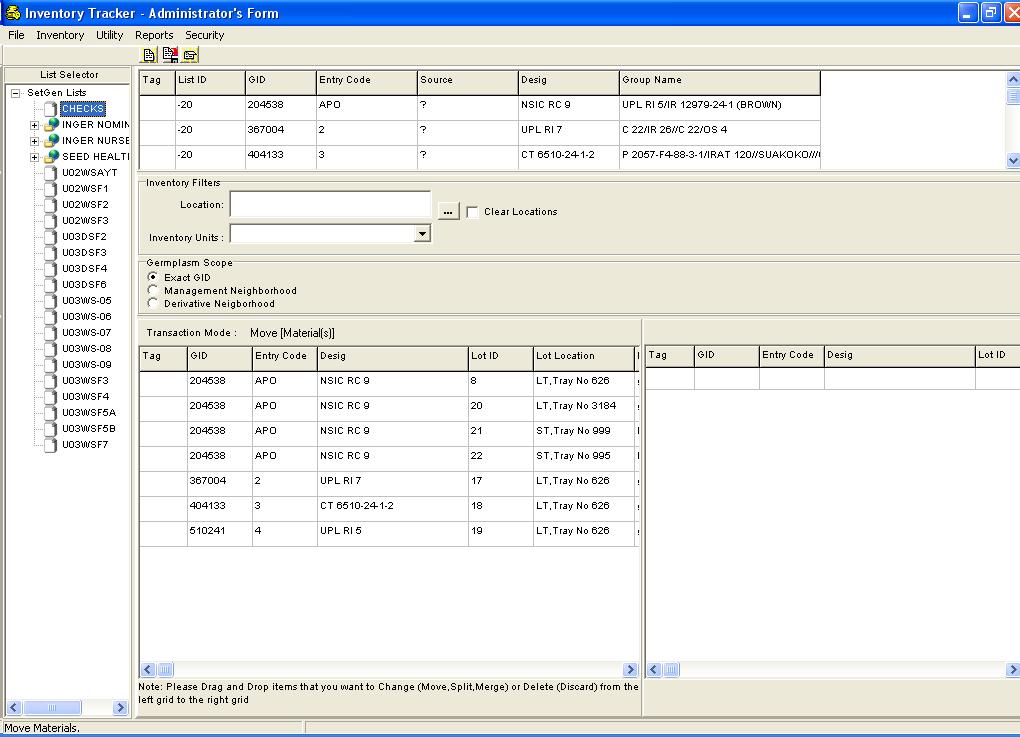 Inventory Tracker - Administrator's Form
File Inventory Utility Reports Security
List Selector
SetGen Lists
CHECKS
INGER NOMIN
INGER NURSE
SEED HEALTI
U02WSAYT
U02WSF1
U02WSF2
U02WSF3
U03DSF2
U03DSF3
U03DSF4
U03DSF6
U03WS-05
U03WS-06
U03WS-07
U03WS-08
U03WS-09
U03WSF3
U03WSF4
U03WSF5A
U03WSF5B
U03WSF7
Tag List ID GID Entry Code Source Desig Group Name
-20 204538 APO ? NSIC RC 9 UPL RI 5/IR 12979-24-1 (BROWN)
-20 367004 2 ? UPL RI 7 C 22/IR 26//C 22/OS 4
-20 404133 3 ? CT 6510-24-1-2 P 2057-F4-88-3-1/IRAT 120//SUAKOKO///
Inventory Filters
Location: ... Clear Locations
Inventory Units :
Germplasm Scope
Exact GID
Management Neighborhood
Derivative Neigborhood
Transaction Mode : Move [Material(s)]
Tag GID Entry Code Desig Lot ID Lot Location
204538 APO NSIC RC 9 8 LT,Tray No 626
204538 APO NSIC RC 9 20 LT,Tray No 3184
204538 APO NSIC RC 9 21 ST,Tray No 999
204538 APO NSIC RC 9 22 ST,Tray No 995
367004 2 UPL RI 7 17 LT,Tray No 626
404133 3 CT 6510-24-1-2 18 LT,Tray No 626
510241 4 UPL RI 5 19 LT,Tray No 626
Tag GID Entry Code Desig Lot ID
Note: Please Drag and Drop items that you want to Change (Move,Split,Merge) or Delete (Discard) from the
left grid to the right grid
Move Materials.